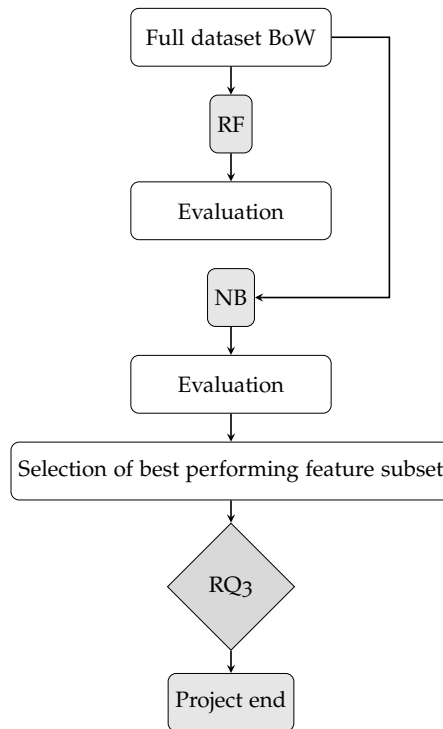 Full dataset BoW
RF
Evaluation
NB
Evaluation
Selection of best performing feature subset
RQ3
Project end